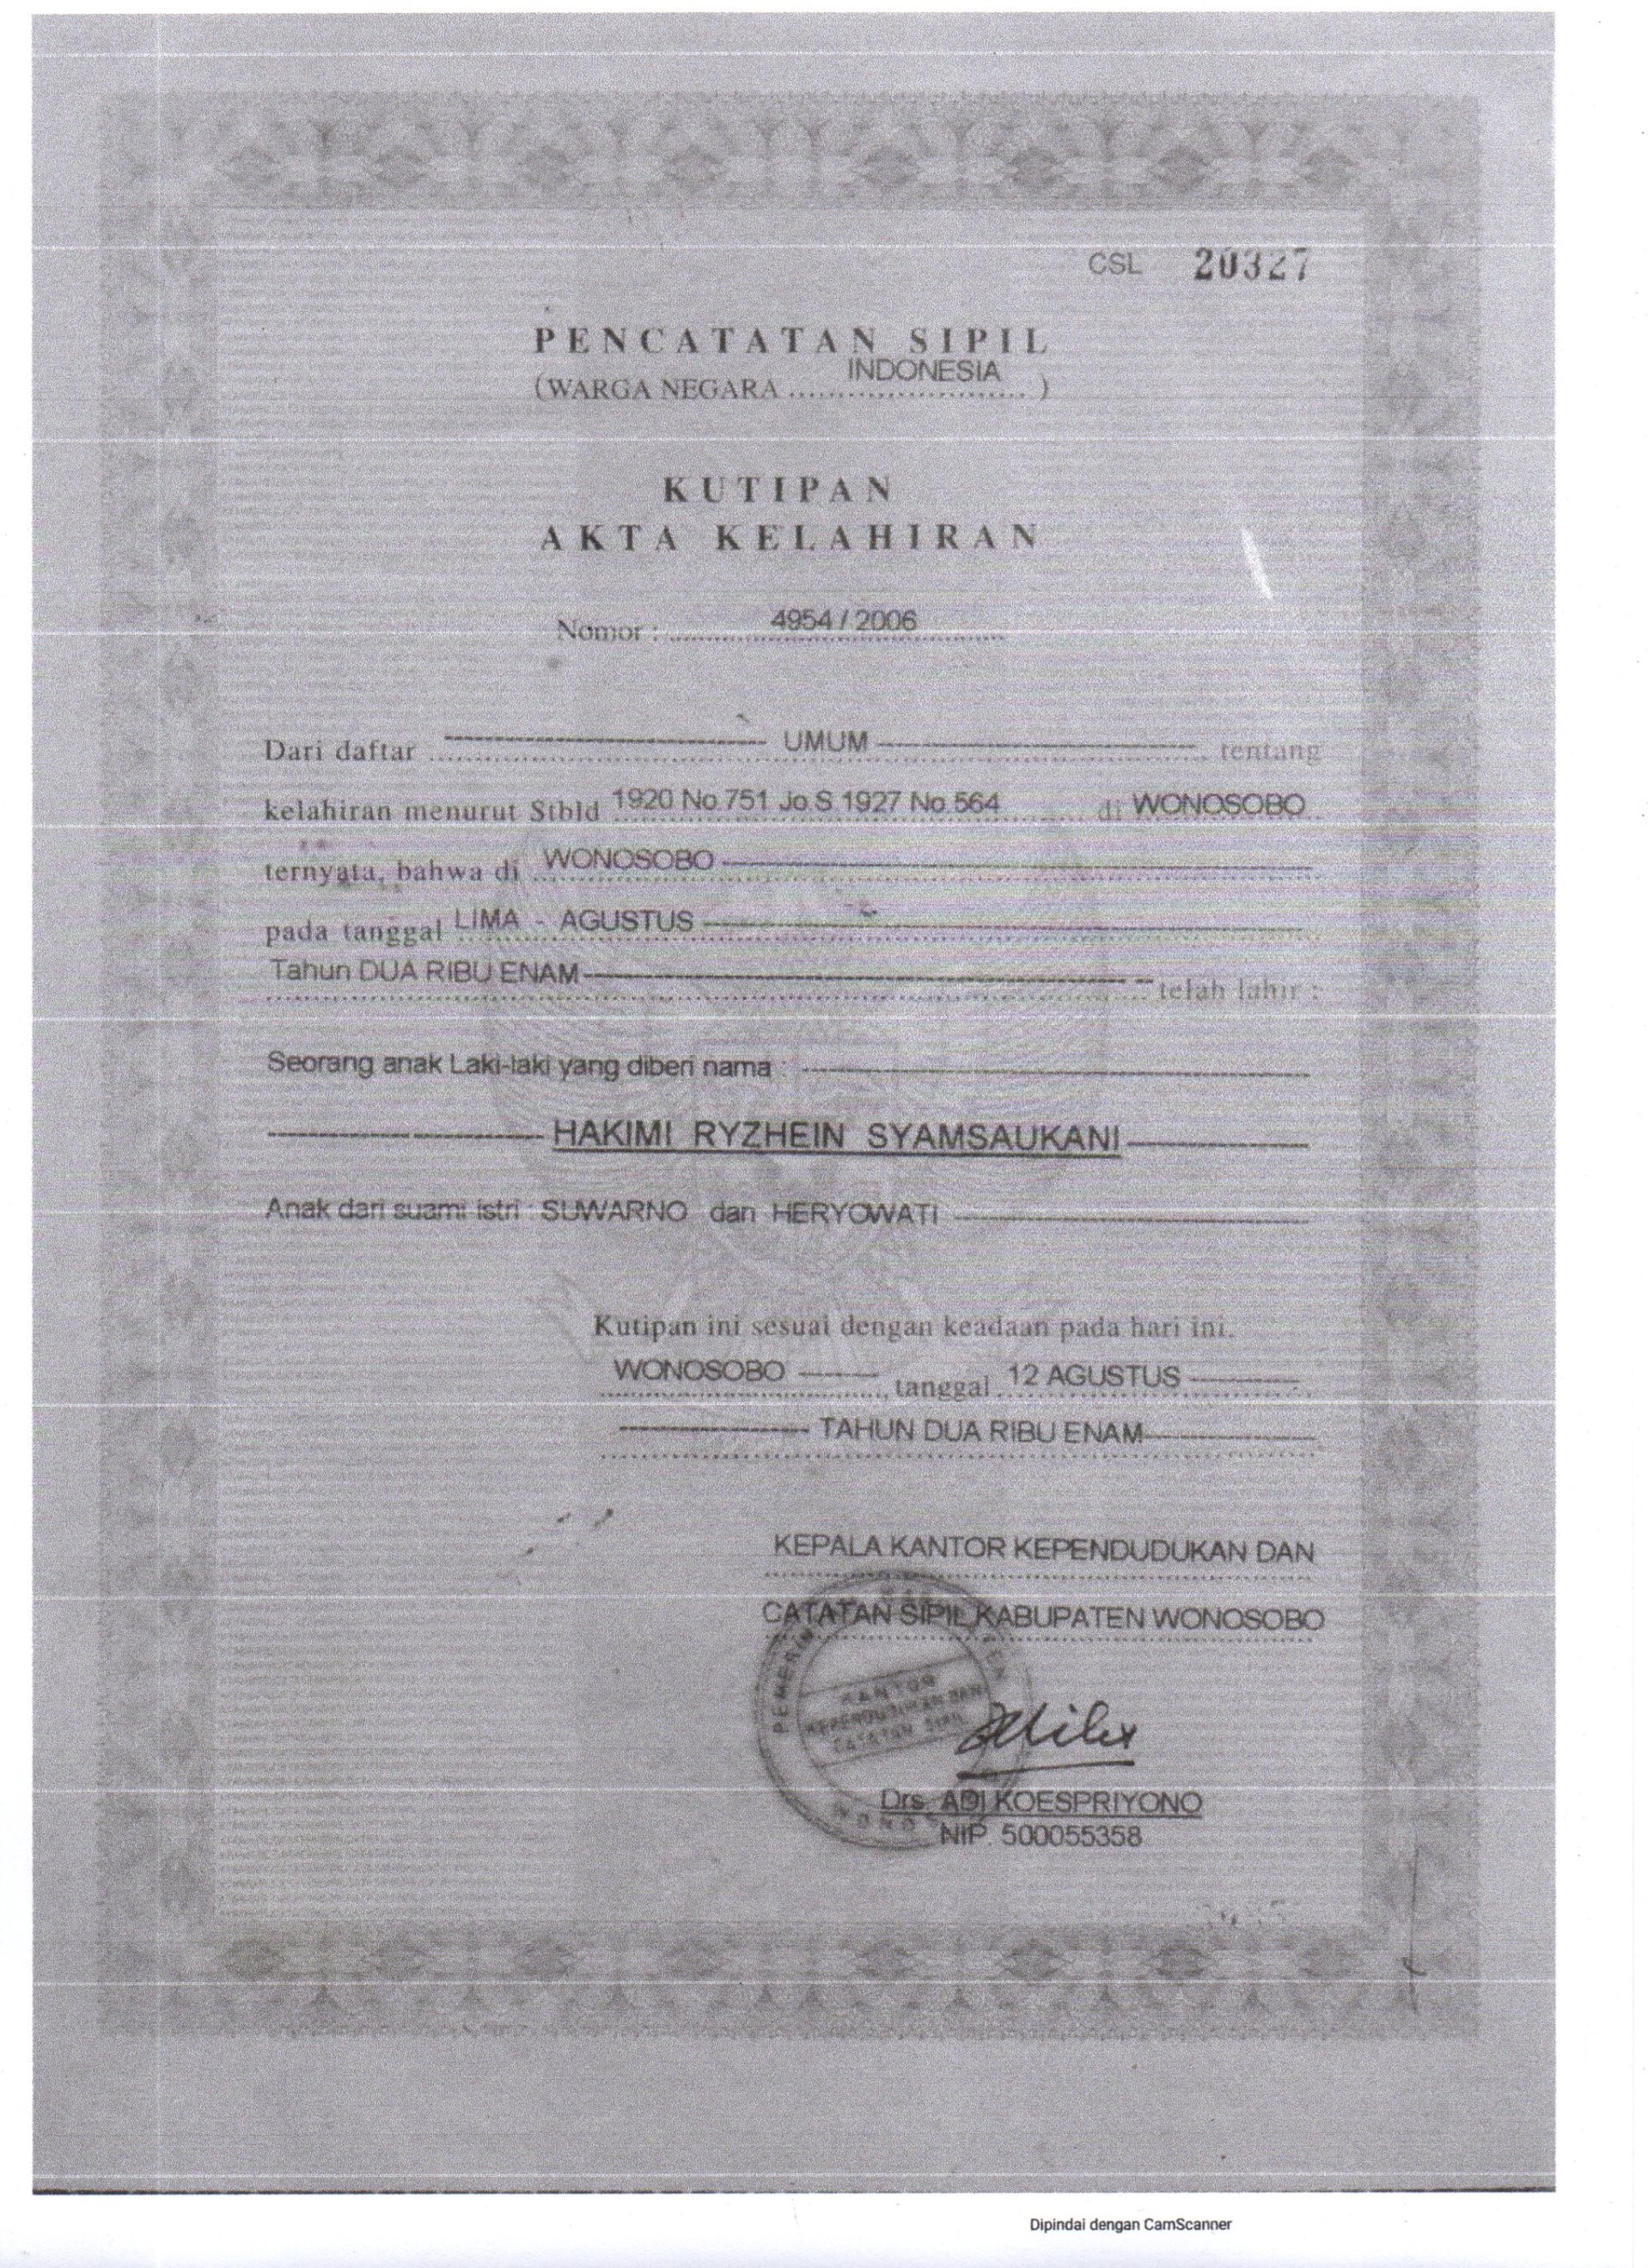 CSL 20327
PENCATATAN SIPIL
(WARGA NEGARA INDONESIA)
KUTIPAN
AKTA KELAHIRAN
Nomor : 4954 / 2006
Dari daftar UMUM tentang
kelahiran menurut Stbld 1920 No.751 Jo.S 1927 No.564 di WONOSOBO
ternyata, bahwa di WONOSOBO
pada tanggal LIMA - AGUSTUS
Tahun DUA RIBU ENAM telah lahir :
Seorang anak Laki-laki yang diberi nama :
HAKIMI RYZHEIN SYAMSAUKANI
Anak dari suami istri : SUWARNO dan HERYOWATI
Kutipan ini sesuai dengan keadaan pada hari ini.
WONOSOBO, tanggal 12 AGUSTUS
TAHUN DUA RIBU ENAM
KEPALA KANTOR KEPENDUDUKAN DAN
CATATAN SIPIL KABUPATEN WONOSOBO
KANTOR
KEPENDUDUKAN DAN
CATATAN SIPIL
Drs. ADI KOESPRIYONO
NIP. 500055358
Dipindai dengan CamScanner